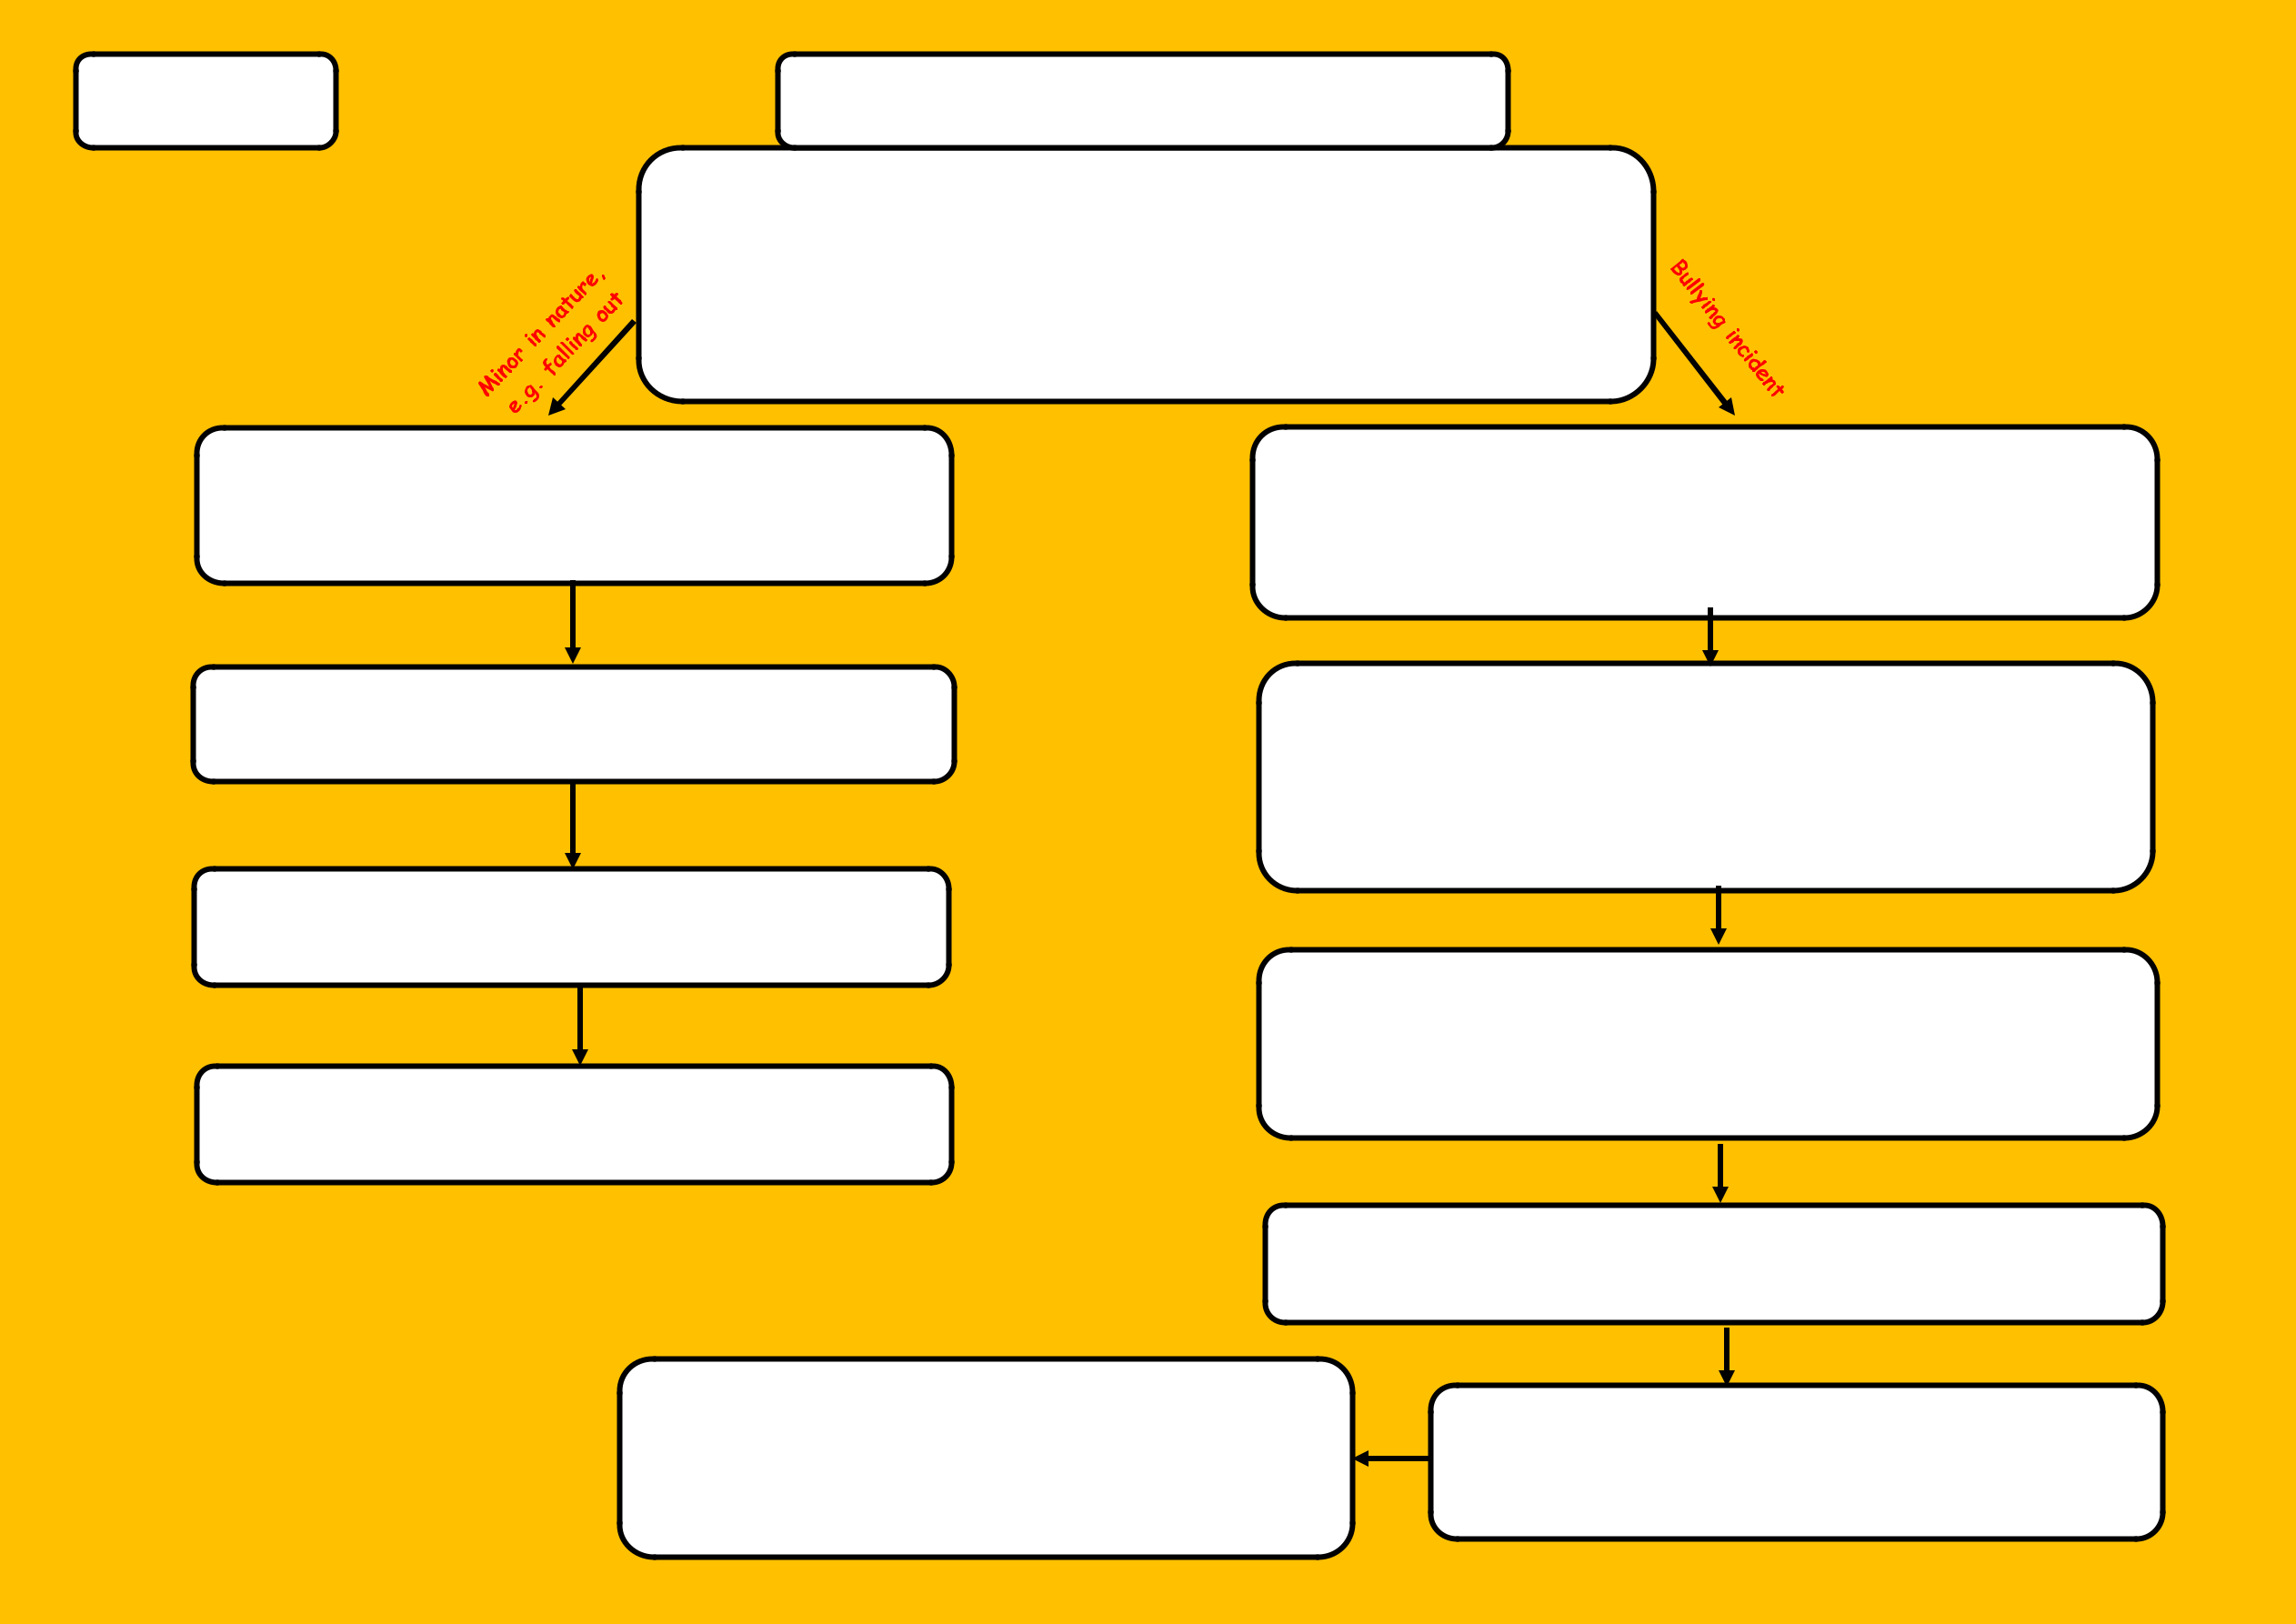 Minor in nature,
e.g. falling out
Bullying incident